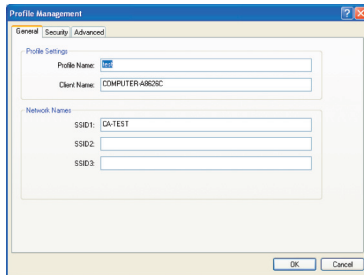 Profile Management
General Security Advanced
Profile Settings
Profile Name: test
Client Name: COMPUTER-A8626C
Network Names
SSID1: CA-TEST
SSID2:
SSID3:
OK Cancel